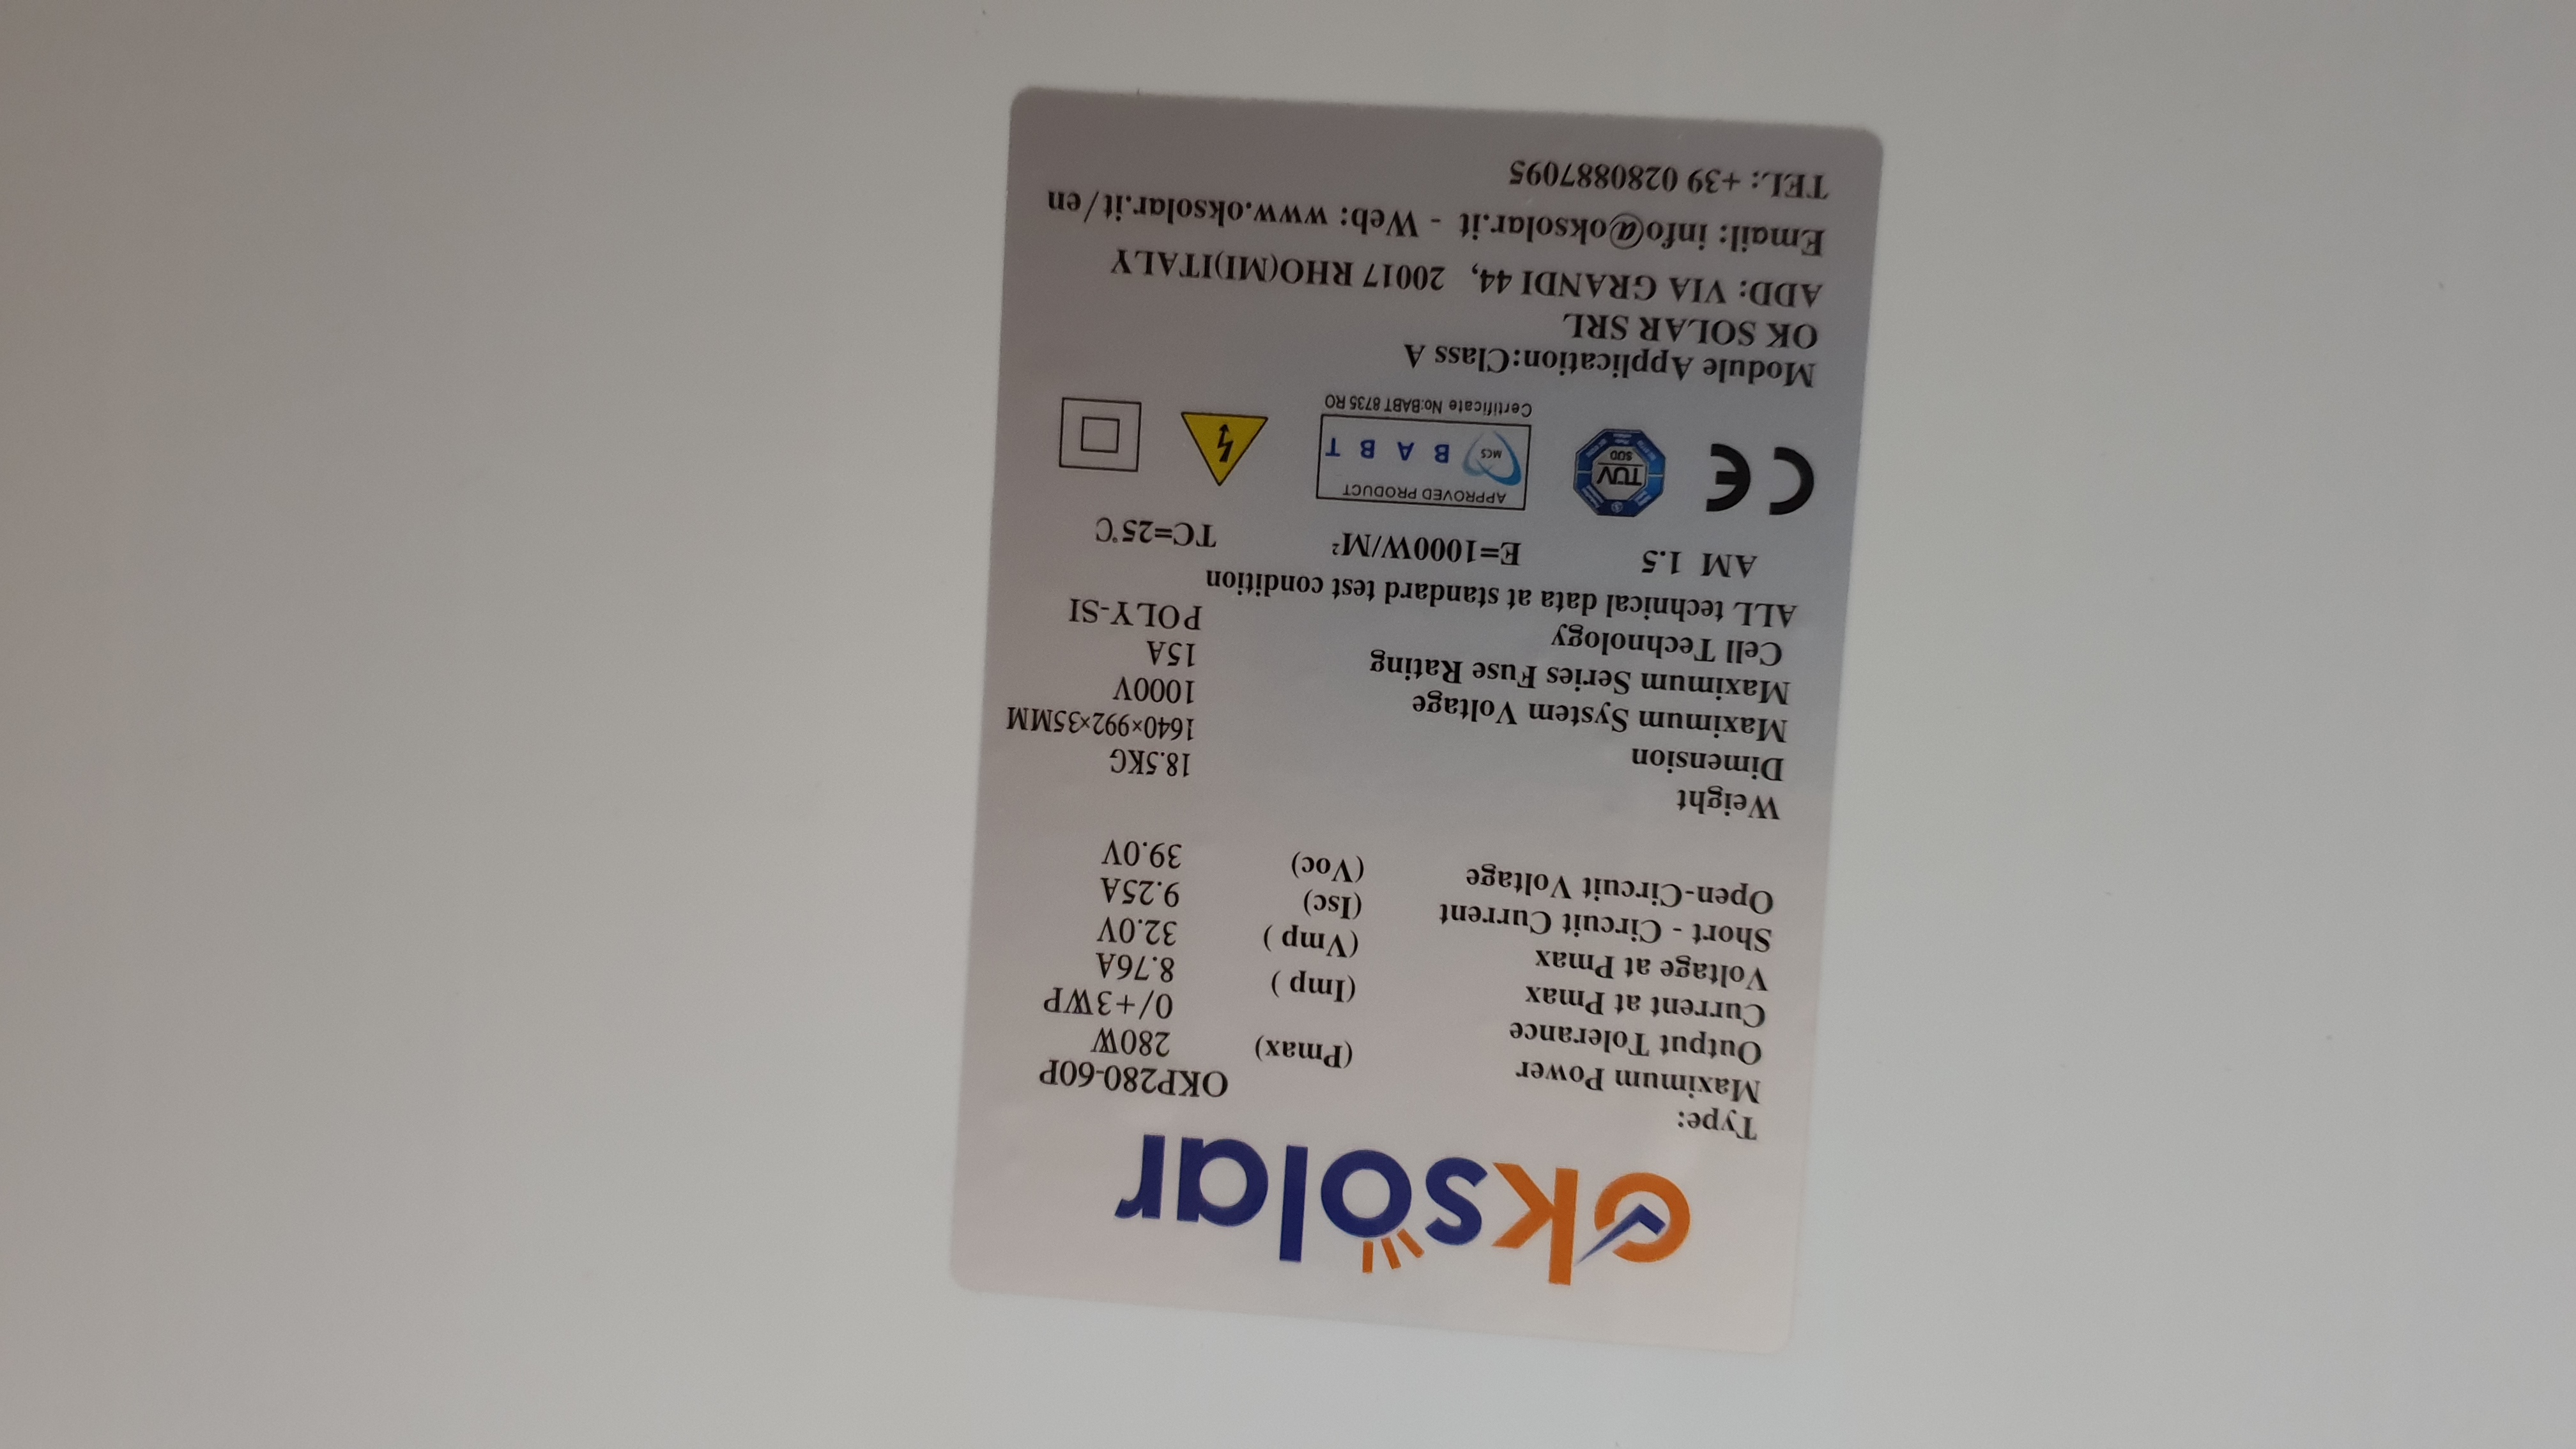 oksolar
Type: OKP280-60P
Maximum Power (Pmax) 280W
Output Tolerance 0/+3WP
Current at Pmax (Imp ) 8.76A
Voltage at Pmax (Vmp ) 32.0V
Short - Circuit Current (Isc) 9.25A
Open-Circuit Voltage (Voc) 39.0V
Weight 18.5KG
Dimension 1640×992×35MM
Maximum System Voltage 1000V
Maximum Series Fuse Rating 15A
Cell Technology POLY-SI
ALL technical data at standard test condition
AM 1.5 E=1000W/M² TC=25℃
CE
TÜV
SÜD
APPROVED PRODUCT
MCS BABT
Certificate No:BABT 8735 RO
Module Application:Class A
OK SOLAR SRL
ADD: VIA GRANDI 44, 20017 RHO(MI)ITALY
Email: info@oksolar.it - Web: www.oksolar.it/en
TEL: +39 0280887095